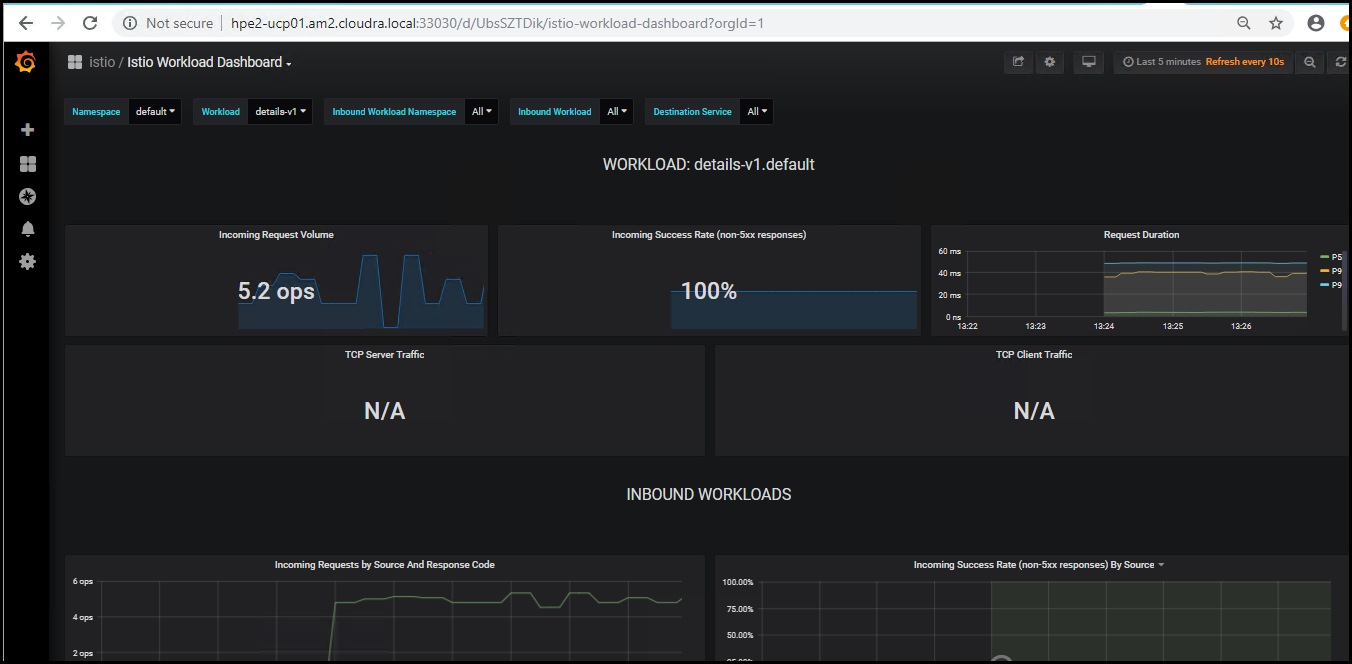 Not secure | hpe2-ucp01.am2.cloudra.local:33030/d/UbsSZTDik/istio-workload-dashboard?orgId=1
istio / Istio Workload Dashboard
Last 5 minutes Refresh every 10s
Namespace default Workload details-v1 Inbound Workload Namespace All Inbound Workload All Destination Service All
WORKLOAD: details-v1.default
Incoming Request Volume
5.2 ops
Incoming Success Rate (non-5xx responses)
100%
Request Duration
60 ms
40 ms
20 ms
0 ns
13:22 13:23 13:24 13:25 13:26
P5
P9
P9
TCP Server Traffic
N/A
TCP Client Traffic
N/A
INBOUND WORKLOADS
Incoming Requests by Source And Response Code
6 ops
4 ops
2 ops
Incoming Success Rate (non-5xx responses) By Source
100.00%
75.00%
50.00%